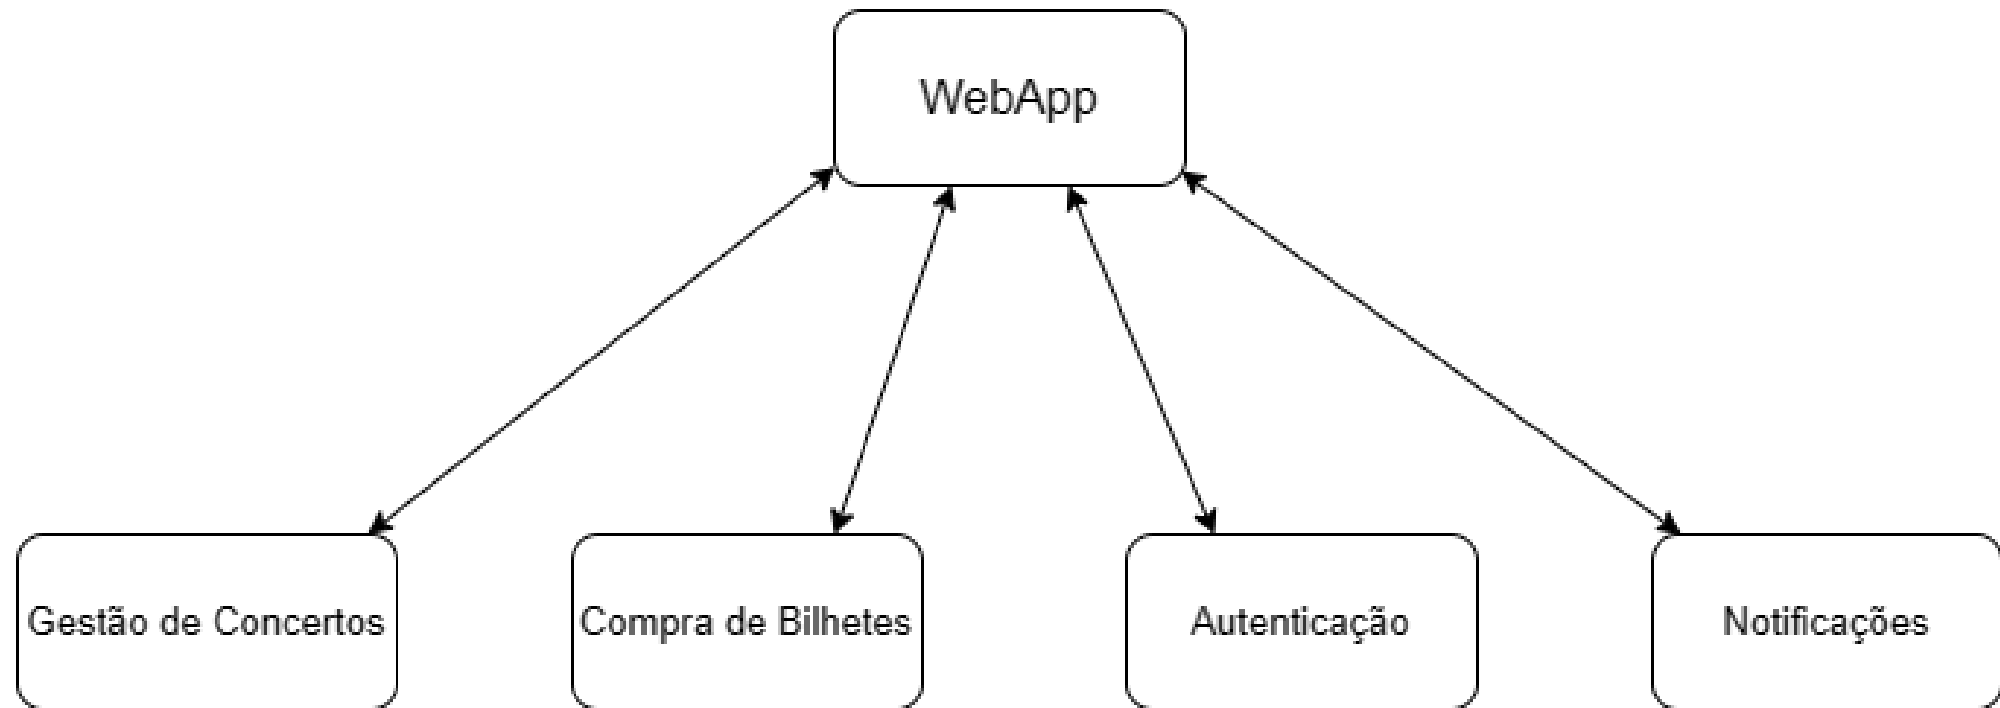 WebApp
Gestão de Concertos
Compra de Bilhetes
Autenticação
Notificações